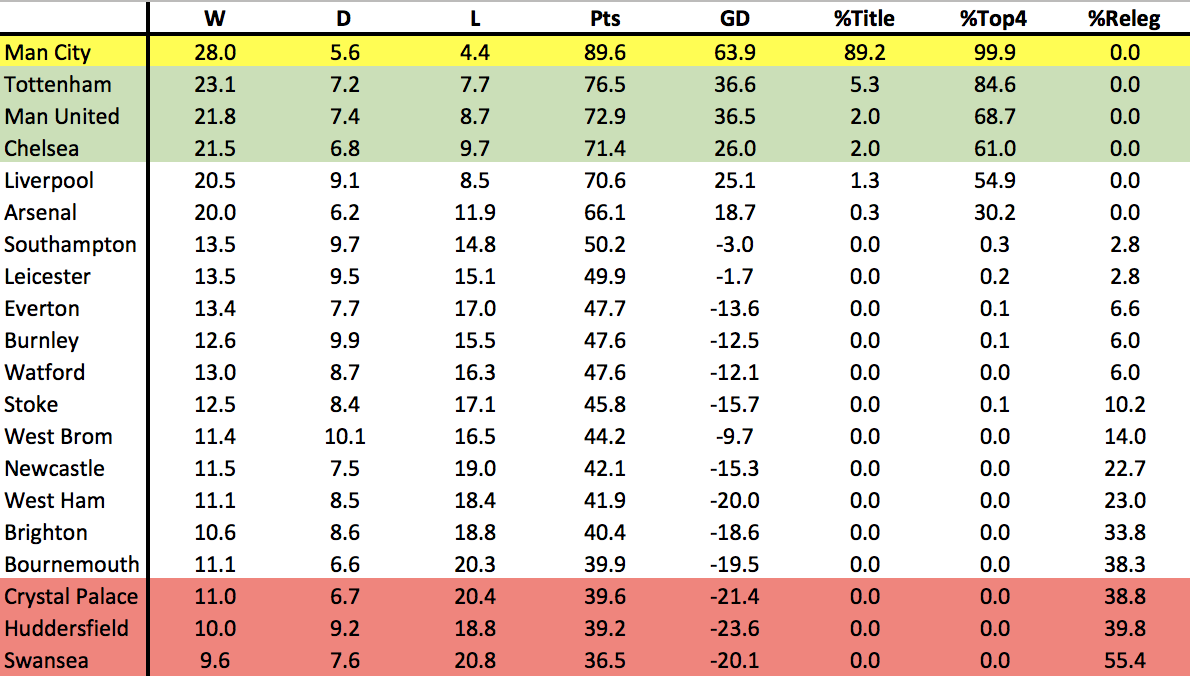 W D L Pts GD %Title %Top4 %Releg
Man City 28.0 5.6 4.4 89.6 63.9 89.2 99.9 0.0
Tottenham 23.1 7.2 7.7 76.5 36.6 5.3 84.6 0.0
Man United 21.8 7.4 8.7 72.9 36.5 2.0 68.7 0.0
Chelsea 21.5 6.8 9.7 71.4 26.0 2.0 61.0 0.0
Liverpool 20.5 9.1 8.5 70.6 25.1 1.3 54.9 0.0
Arsenal 20.0 6.2 11.9 66.1 18.7 0.3 30.2 0.0
Southampton 13.5 9.7 14.8 50.2 -3.0 0.0 0.3 2.8
Leicester 13.5 9.5 15.1 49.9 -1.7 0.0 0.2 2.8
Everton 13.4 7.7 17.0 47.7 -13.6 0.0 0.1 6.6
Burnley 12.6 9.9 15.5 47.6 -12.5 0.0 0.1 6.0
Watford 13.0 8.7 16.3 47.6 -12.1 0.0 0.0 6.0
Stoke 12.5 8.4 17.1 45.8 -15.7 0.0 0.1 10.2
West Brom 11.4 10.1 16.5 44.2 -9.7 0.0 0.0 14.0
Newcastle 11.5 7.5 19.0 42.1 -15.3 0.0 0.0 22.7
West Ham 11.1 8.5 18.4 41.9 -20.0 0.0 0.0 23.0
Brighton 10.6 8.6 18.8 40.4 -18.6 0.0 0.0 33.8
Bournemouth 11.1 6.6 20.3 39.9 -19.5 0.0 0.0 38.3
Crystal Palace 11.0 6.7 20.4 39.6 -21.4 0.0 0.0 38.8
Huddersfield 10.0 9.2 18.8 39.2 -23.6 0.0 0.0 39.8
Swansea 9.6 7.6 20.8 36.5 -20.1 0.0 0.0 55.4